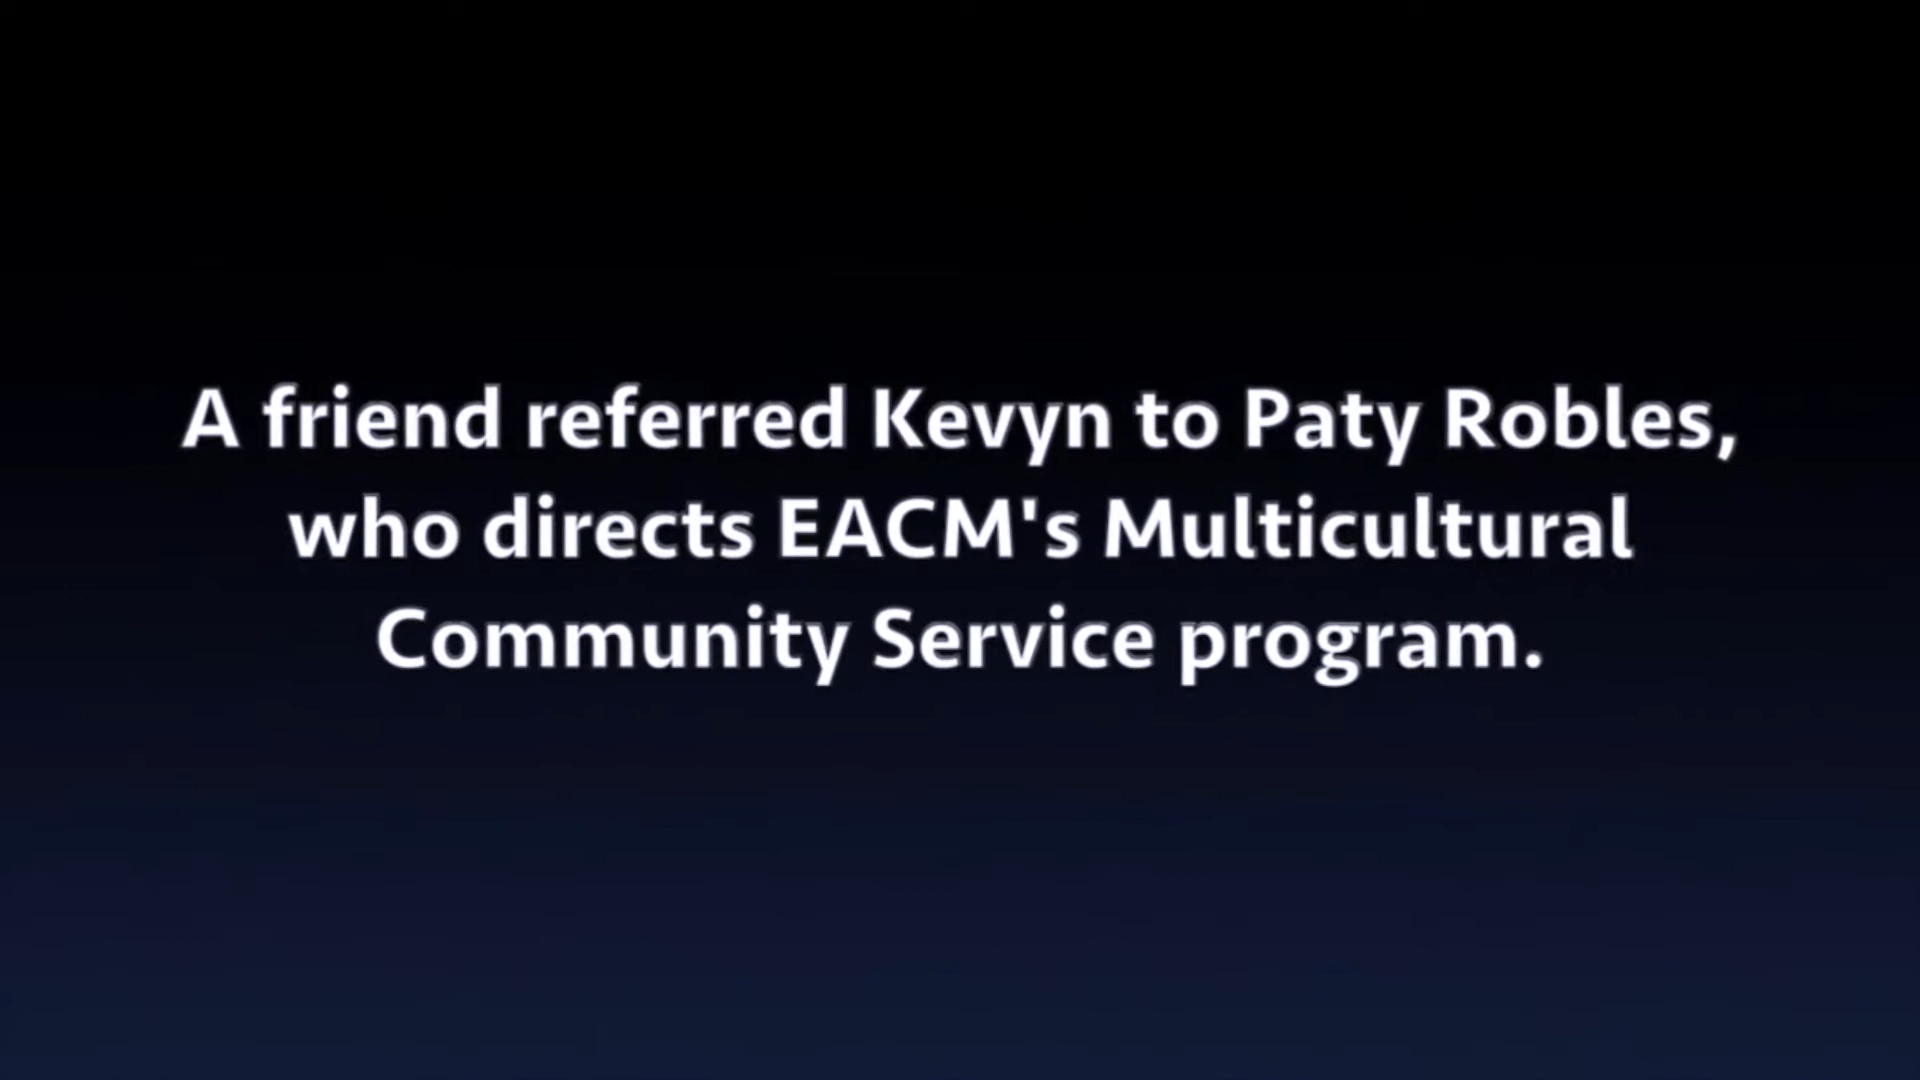 A friend referred Kevyn to Paty Robles,
who directs EACM's Multicultural
Community Service program.